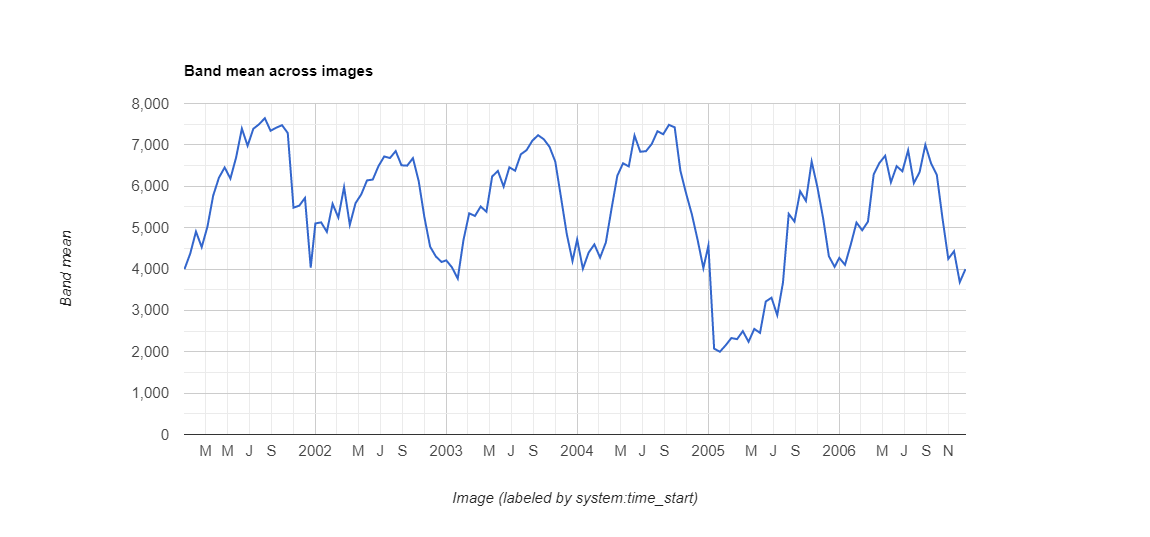 Band mean across images
8,000
7,000
6,000
5,000
4,000
3,000
2,000
1,000
0
Band mean
M M J S 2002 M J S 2003 M J S 2004 M J S 2005 M J S 2006 M J S N
Image (labeled by system:time_start)